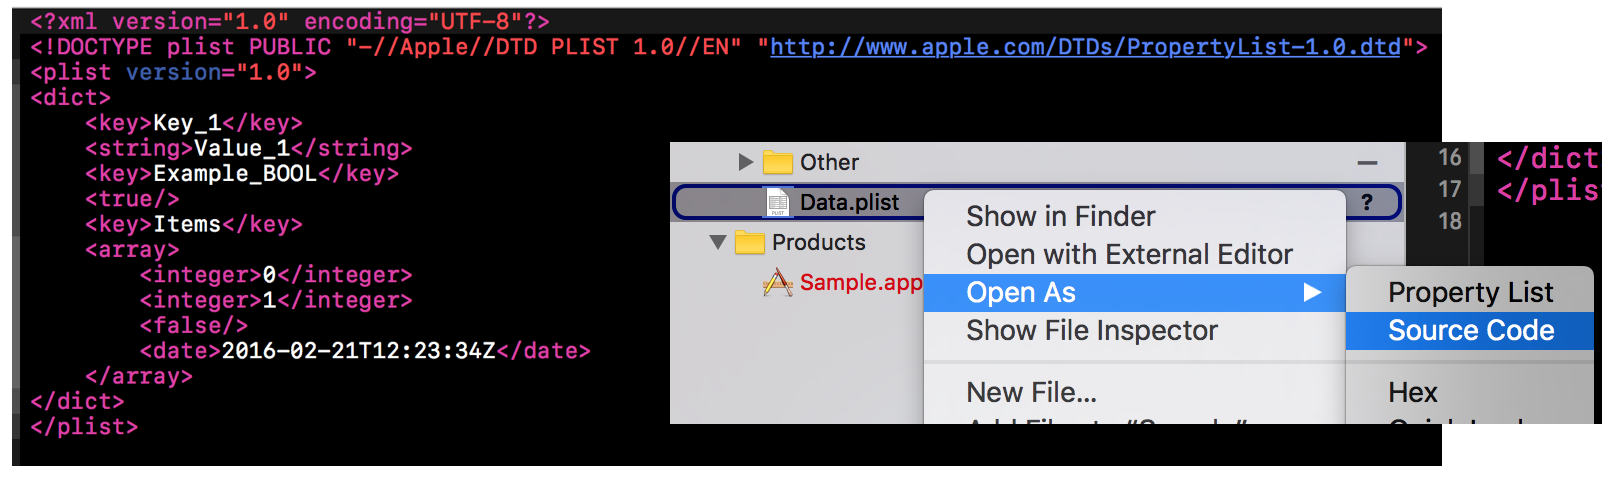 <?xml version="1.0" encoding="UTF-8"?>
<!DOCTYPE plist PUBLIC "-//Apple//DTD PLIST 1.0//EN" "http://www.apple.com/DTDs/PropertyList-1.0.dtd">
<plist version="1.0">
<dict>
    <key>Key_1</key>
    <string>Value_1</string>
    <key>Example_BOOL</key>
    <true/>
    <key>Items</key>
    <array>
        <integer>0</integer>
        <integer>1</integer>
        <false/>
        <date>2016-02-21T12:23:34Z</date>
    </array>
</dict>
</plist>
Other
PLIST Data.plist ?
Products
Sample.app
Show in Finder
Open with External Editor
Open As
Show File Inspector
New File...
Property List
Source Code
Hex
16 </dict
17 </plis
18